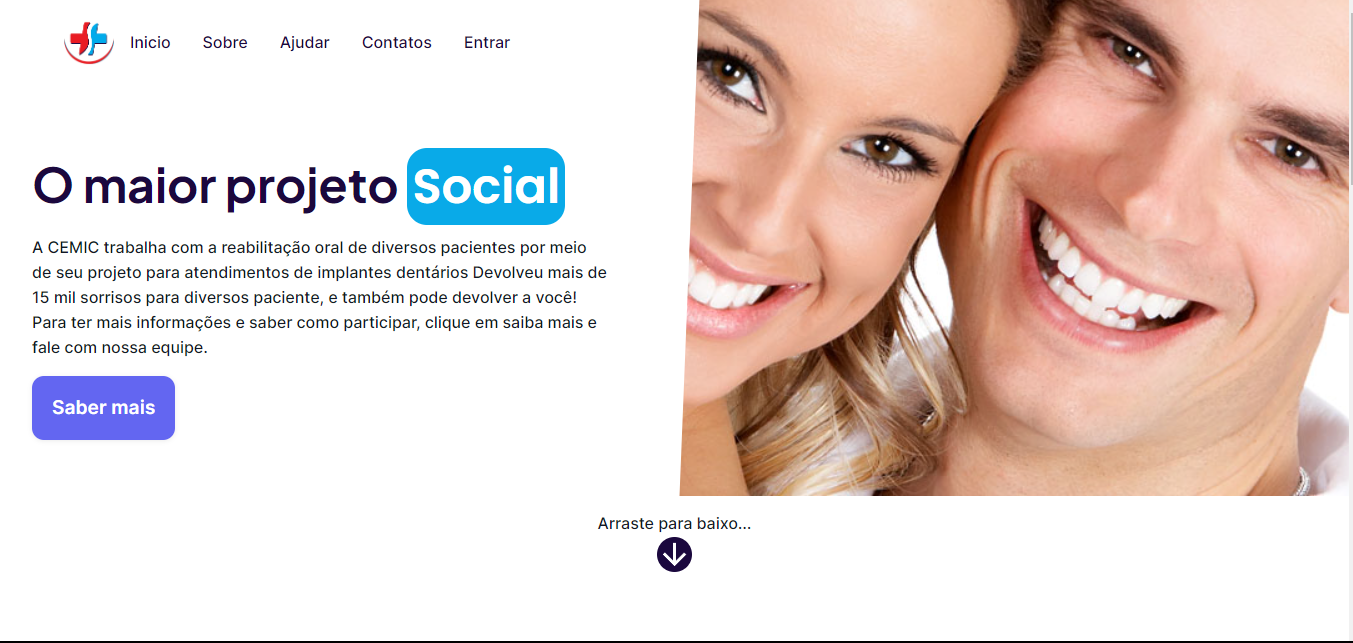 Inicio Sobre Ajudar Contatos Entrar
O maior projeto Social
A CEMIC trabalha com a reabilitação oral de diversos pacientes por meio
de seu projeto para atendimentos de implantes dentários Devolveu mais de
15 mil sorrisos para diversos paciente, e também pode devolver a você!
Para ter mais informações e saber como participar, clique em saiba mais e
fale com nossa equipe.
Saber mais
Arraste para baixo...